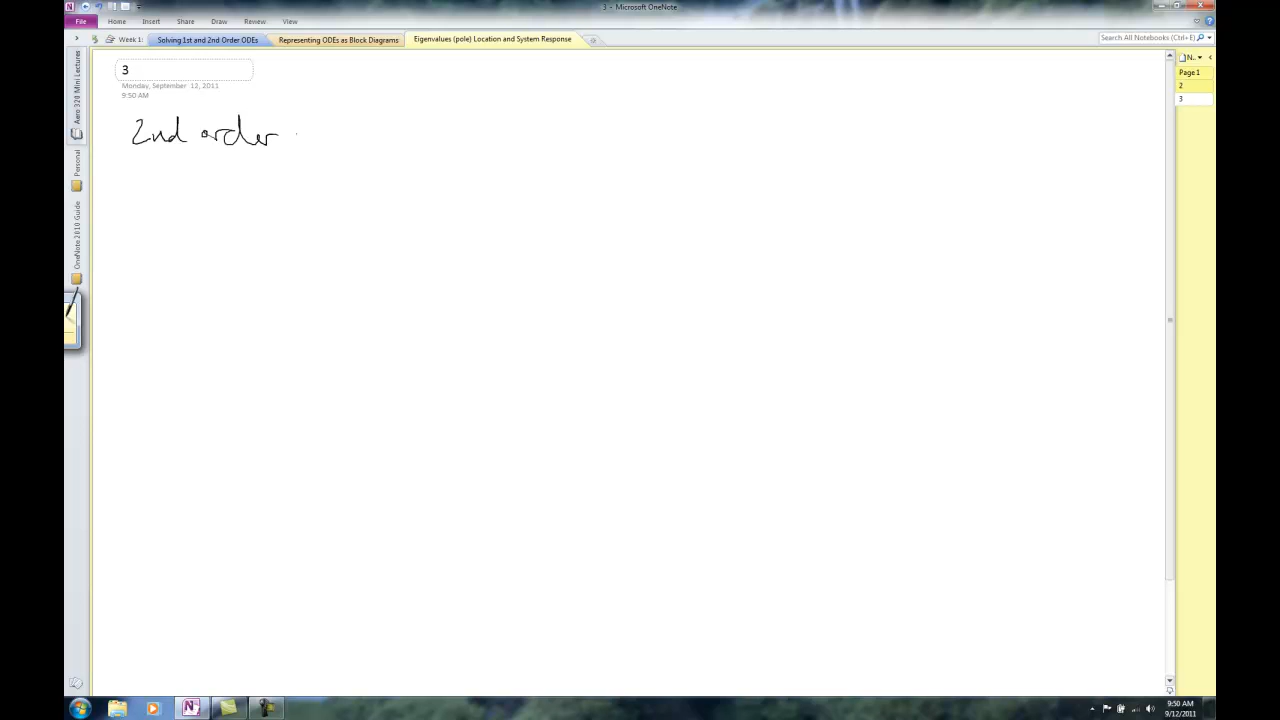 3 - Microsoft OneNote
File Home Insert Share Draw Review View
Week 1: Solving 1st and 2nd Order ODEs Representing ODEs as Block Diagrams Eigenvalues (pole) Location and System Response
Search All Notebooks (Ctrl+E)
N..
3
Monday, September 12, 2011
9:50 AM
2nd order
Page 1
2
3
Aero 320 Mini Lectures
Personal
OneNote 2010 Guide
9:50 AM
9/12/2011